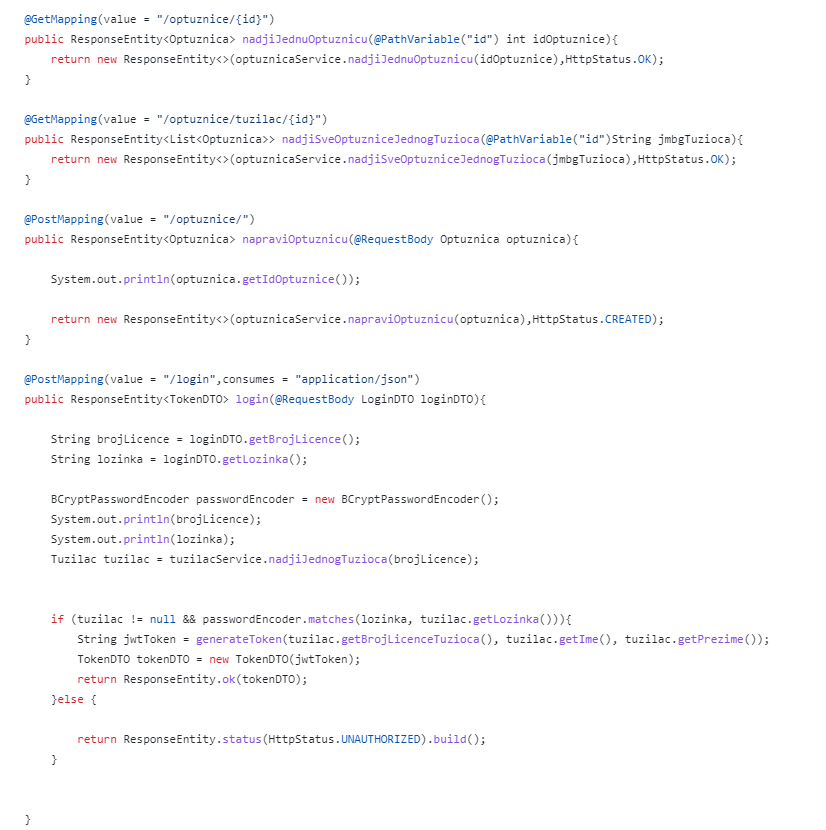 @GetMapping(value = "/optuznice/{id}")
public ResponseEntity<Optuznica> nadjiJednuOptuznicu(@PathVariable("id") int idOptuznice){
    return new ResponseEntity<>(optuznicaService.nadjiJednuOptuznicu(idOptuznice),HttpStatus.OK);
}

@GetMapping(value = "/optuznice/tuzilac/{id}")
public ResponseEntity<List<Optuznica>> nadjiSveOptuzniceJednogTuzioca(@PathVariable("id")String jmbgTuzioca){
    return new ResponseEntity<>(optuznicaService.nadjiSveOptuzniceJednogTuzioca(jmbgTuzioca),HttpStatus.OK);
}

@PostMapping(value = "/optuznice/")
public ResponseEntity<Optuznica> napraviOptuznicu(@RequestBody Optuznica optuznica){

    System.out.println(optuznica.getIdOptuznice());

    return new ResponseEntity<>(optuznicaService.napraviOptuznicu(optuznica),HttpStatus.CREATED);
}

@PostMapping(value = "/login",consumes = "application/json")
public ResponseEntity<TokenDTO> login(@RequestBody LoginDTO loginDTO){

    String brojLicence = loginDTO.getBrojLicence();
    String lozinka = loginDTO.getLozinka();

    BCryptPasswordEncoder passwordEncoder = new BCryptPasswordEncoder();
    System.out.println(brojLicence);
    System.out.println(lozinka);
    Tuzilac tuzilac = tuzilacService.nadjiJednogTuzioca(brojLicence);


    if (tuzilac != null && passwordEncoder.matches(lozinka, tuzilac.getLozinka())){
        String jwtToken = generateToken(tuzilac.getBrojLicenceTuzioca(), tuzilac.getIme(), tuzilac.getPrezime());
        TokenDTO tokenDTO = new TokenDTO(jwtToken);
        return ResponseEntity.ok(tokenDTO);
    }else {

        return ResponseEntity.status(HttpStatus.UNAUTHORIZED).build();
    }


}